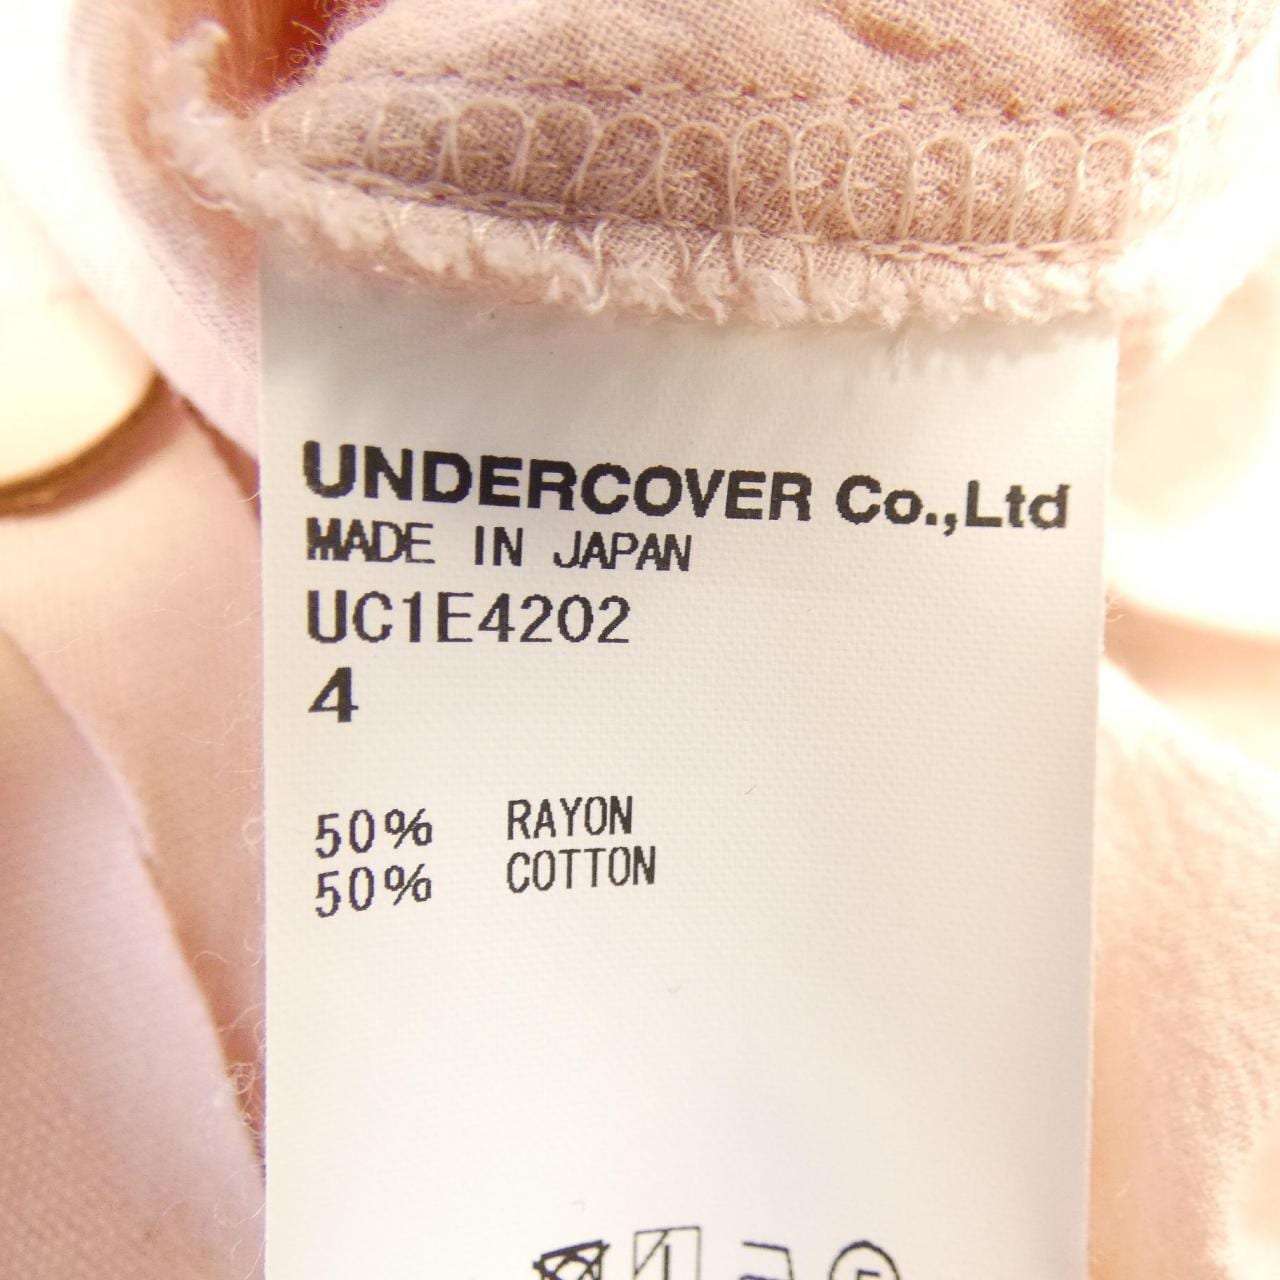 UNDERCOVER Co.,Ltd
MADE IN JAPAN
UC1E4202
4
50% RAYON
50% COTTON